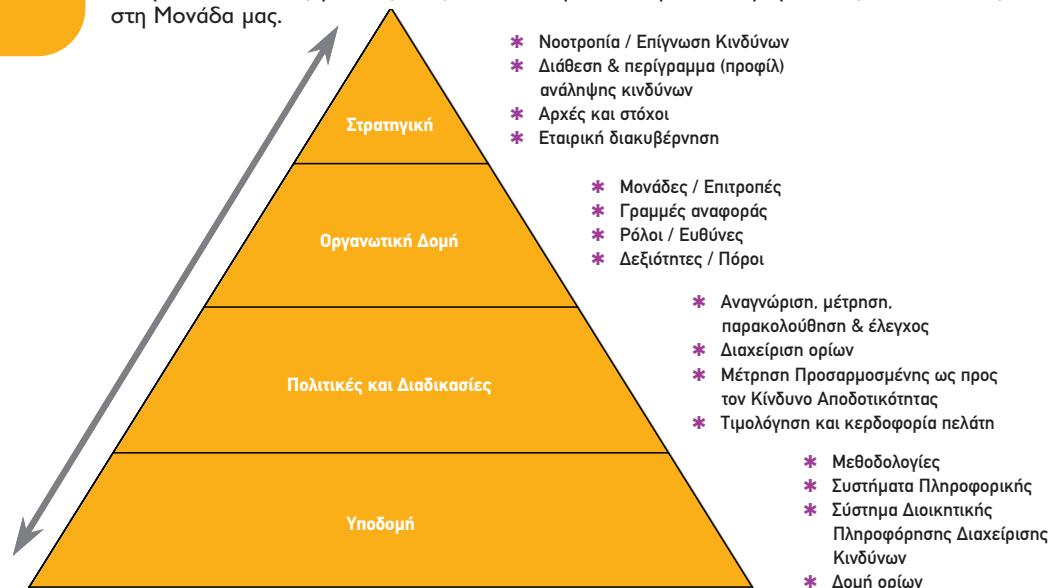 στη Μονάδα μας.
Στρατηγική
✱ Νοοτροπία / Επίγνωση Κινδύνων
✱ Διάθεση & περίγραμμα (προφίλ)
ανάληψης κινδύνων
✱ Αρχές και στόχοι
✱ Εταιρική διακυβέρνηση
Οργανωτική Δομή
✱ Μονάδες / Επιτροπές
✱ Γραμμές αναφοράς
✱ Ρόλοι / Ευθύνες
✱ Δεξιότητες / Πόροι
Πολιτικές και Διαδικασίες
✱ Αναγνώριση, μέτρηση,
παρακολούθηση & έλεγχος
✱ Διαχείριση ορίων
✱ Μέτρηση Προσαρμοσμένης ως προς
τον Κίνδυνο Αποδοτικότητας
✱ Τιμολόγηση και κερδοφορία πελάτη
Υποδομή
✱ Μεθοδολογίες
✱ Συστήματα Πληροφορικής
✱ Σύστημα Διοικητικής
Πληροφόρησης Διαχείρισης
Κινδύνων
✱ Δομή ορίων